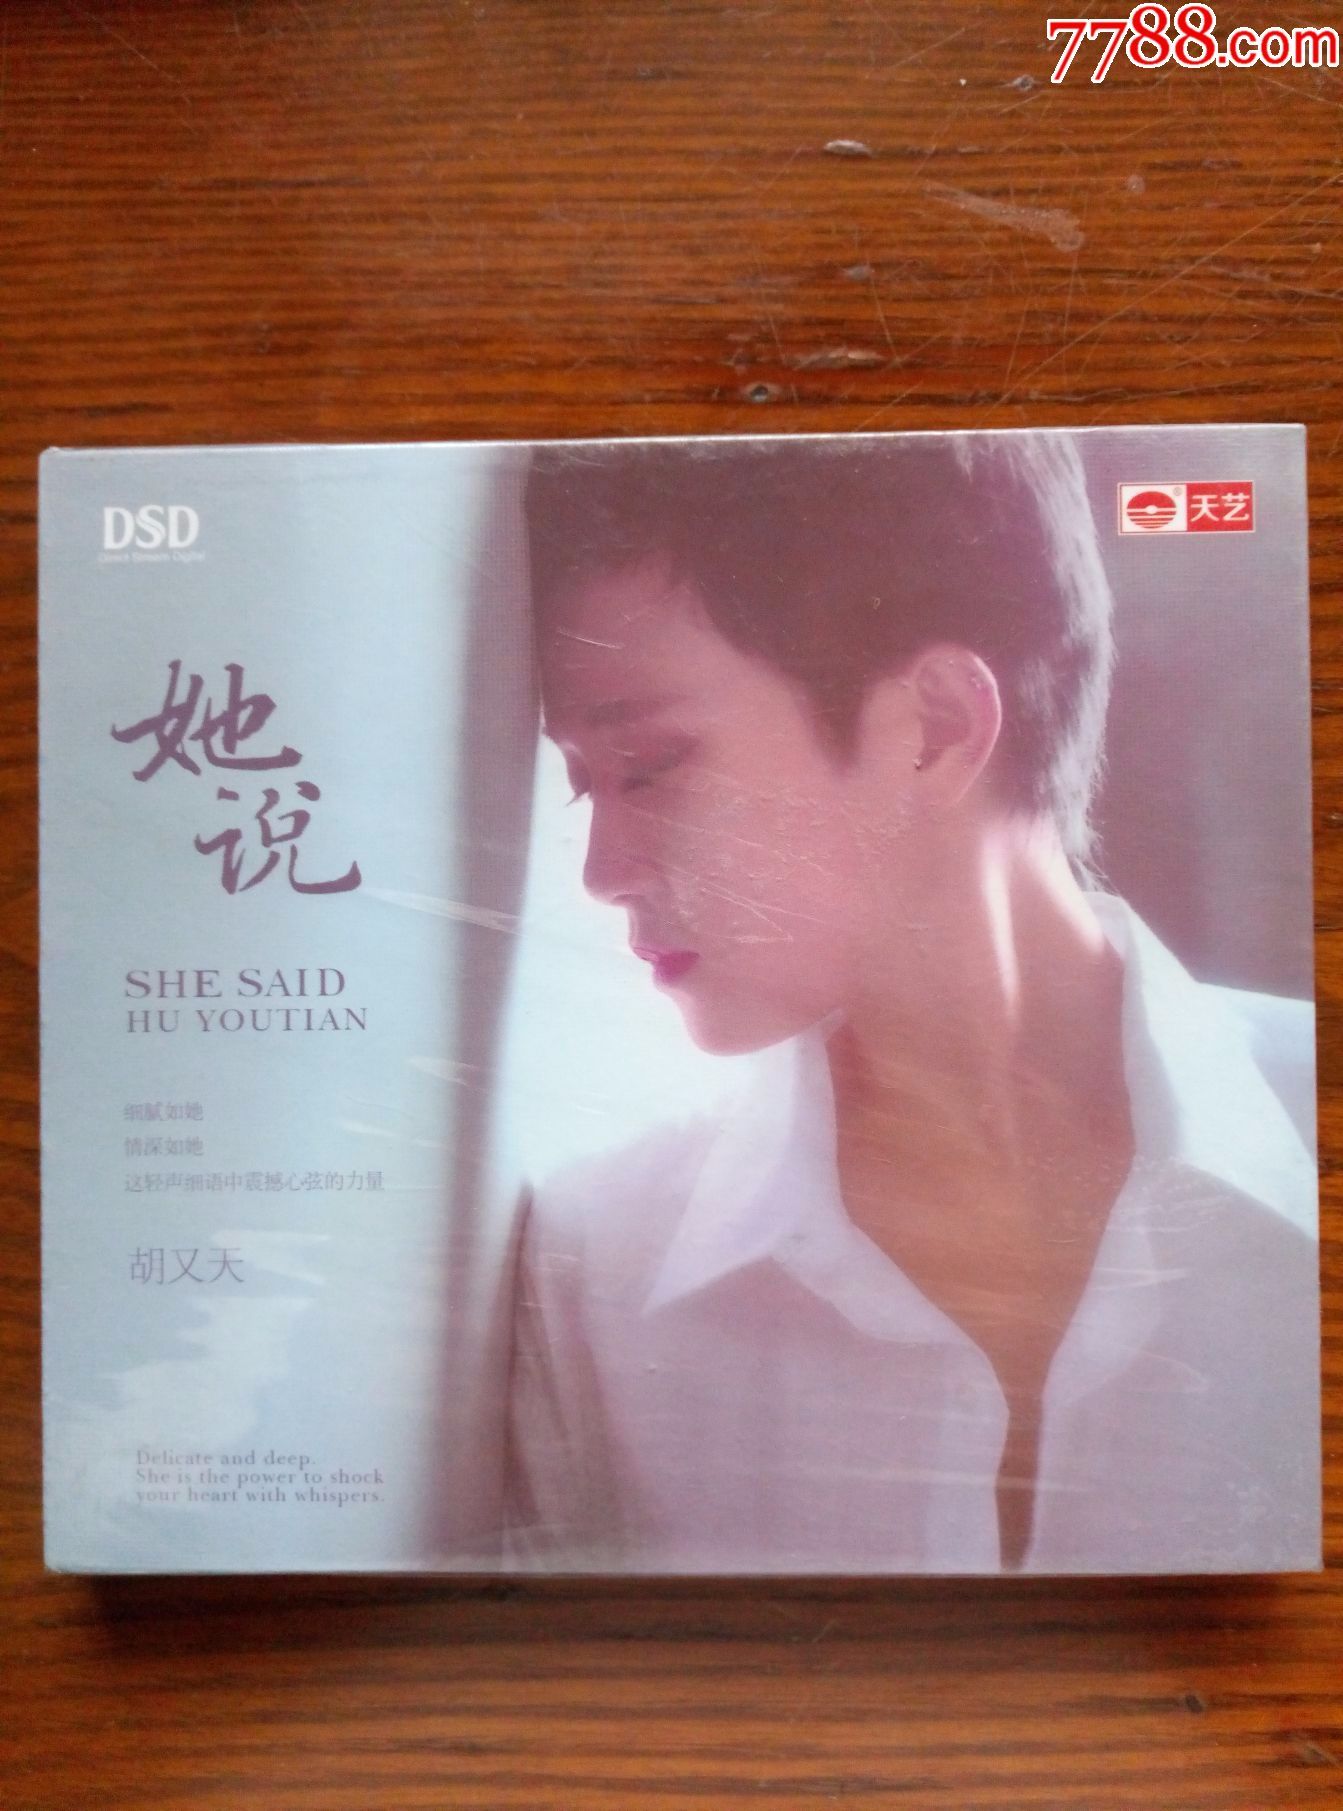 7788.com
DSD
Direct Stream Digital
天艺
她
说
SHE SAID
HU YOUTIAN
细腻如她
情深如她
这轻声细语中震撼心弦的力量
胡又天
Delicate and deep.
She is the power to shock
your heart with whispers.